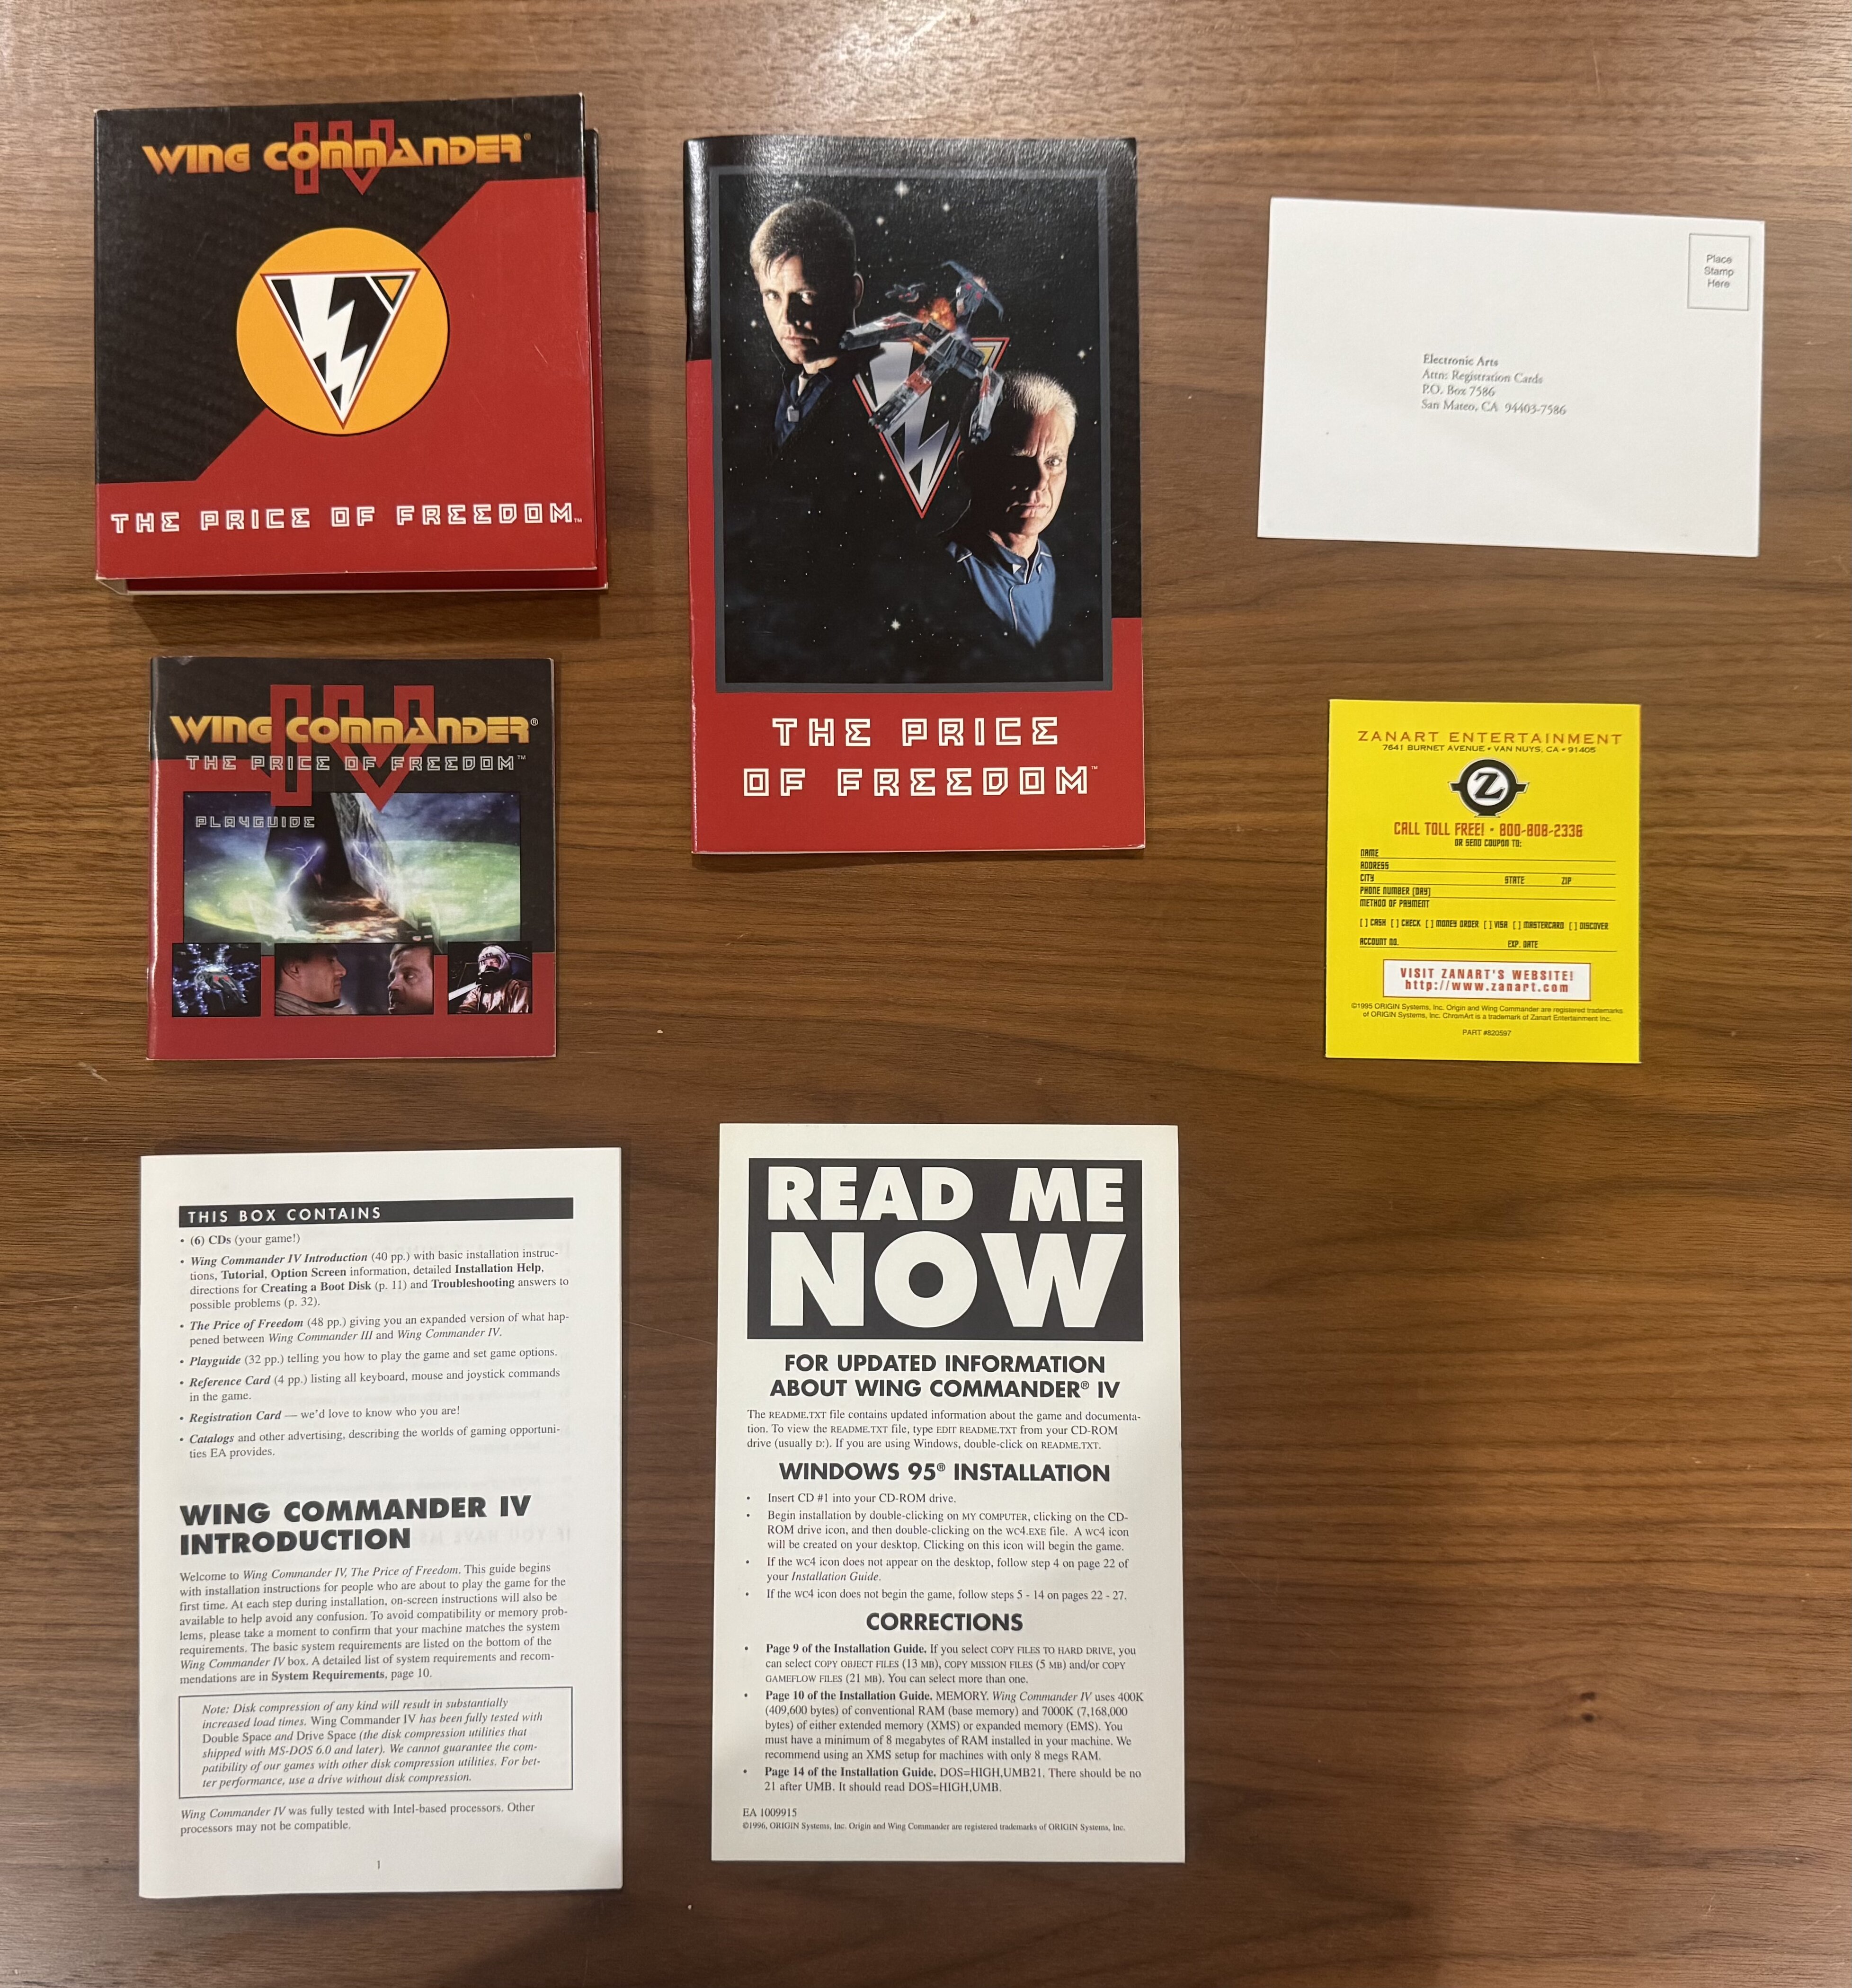 WING COMMANDER®
IV
THE PRICE OF FREEDOM™
THE PRICE
OF FREEDOM™
Place
Stamp
Here
Electronic Arts
Attn: Registration Cards
P.O. Box 7586
San Mateo, CA 94403-7586
IV
WING COMMANDER®
THE PRICE OF FREEDOM™
PLAYGUIDE
ZANART ENTERTAINMENT
7641 BURNET AVENUE • VAN NUYS, CA • 91405
Z
CALL TOLL FREE! • 800-808-2336
OR SEND COUPON TO:
NAME
ADDRESS
CITY STATE ZIP
PHONE NUMBER (DAY)
METHOD OF PAYMENT
[ ] CASH [ ] CHECK [ ] MONEY ORDER [ ] VISA [ ] MASTERCARD [ ] DISCOVER
ACCOUNT NO. EXP. DATE
VISIT ZANART'S WEBSITE!
http://www.zanart.com
©1995 ORIGIN Systems, Inc. Origin and Wing Commander are registered trademarks
of ORIGIN Systems, Inc. ChromArt is a trademark of Zanart Entertainment Inc.
PART #820597
THIS BOX CONTAINS
• (6) CDs (your game!)
• Wing Commander IV Introduction (40 pp.) with basic installation instruc-
tions, Tutorial, Option Screen information, detailed Installation Help,
directions for Creating a Boot Disk (p. 11) and Troubleshooting answers to
possible problems (p. 32).
• The Price of Freedom (48 pp.) giving you an expanded version of what hap-
pened between Wing Commander III and Wing Commander IV.
• Playguide (32 pp.) telling you how to play the game and set game options.
• Reference Card (4 pp.) listing all keyboard, mouse and joystick commands
in the game.
• Registration Card — we'd love to know who you are!
• Catalogs and other advertising, describing the worlds of gaming opportuni-
ties EA provides.
WING COMMANDER IV
INTRODUCTION
Welcome to Wing Commander IV, The Price of Freedom. This guide begins
with installation instructions for people who are about to play the game for the
first time. At each step during installation, on-screen instructions will also be
available to help avoid any confusion. To avoid compatibility or memory prob-
lems, please take a moment to confirm that your machine matches the system
requirements. The basic system requirements are listed on the bottom of the
Wing Commander IV box. A detailed list of system requirements and recom-
mendations are in System Requirements, page 10.
Note: Disk compression of any kind will result in substantially
increased load times. Wing Commander IV has been fully tested with
Double Space and Drive Space (the disk compression utilities that
shipped with MS-DOS 6.0 and later). We cannot guarantee the com-
patibility of our games with other disk compression utilities. For bet-
ter performance, use a drive without disk compression.
Wing Commander IV was fully tested with Intel-based processors. Other
processors may not be compatible.
1
READ ME
NOW
FOR UPDATED INFORMATION
ABOUT WING COMMANDER® IV
The README.TXT file contains updated information about the game and documenta-
tion. To view the README.TXT file, type EDIT README.TXT from your CD-ROM
drive (usually D:). If you are using Windows, double-click on README.TXT.
WINDOWS 95® INSTALLATION
• Insert CD #1 into your CD-ROM drive.
• Begin installation by double-clicking on MY COMPUTER, clicking on the CD-
ROM drive icon, and then double-clicking on the WC4.EXE file. A WC4 icon
will be created on your desktop. Clicking on this icon will begin the game.
• If the WC4 icon does not appear on the desktop, follow step 4 on page 22 of
your Installation Guide.
• If the WC4 icon does not begin the game, follow steps 5 - 14 on pages 22 - 27.
CORRECTIONS
• Page 9 of the Installation Guide. If you select COPY FILES TO HARD DRIVE, you
can select COPY OBJECT FILES (13 MB), COPY MISSION FILES (5 MB) and/or COPY
GAMEFLOW FILES (21 MB). You can select more than one.
• Page 10 of the Installation Guide. MEMORY. Wing Commander IV uses 400K
(409,600 bytes) of conventional RAM (base memory) and 7000K (7,168,000
bytes) of either extended memory (XMS) or expanded memory (EMS). You
must have a minimum of 8 megabytes of RAM installed in your machine. We
recommend using an XMS setup for machines with only 8 megs RAM.
• Page 14 of the Installation Guide. DOS=HIGH,UMB21. There should be no
21 after UMB. It should read DOS=HIGH,UMB.
EA 1009915
©1996, ORIGIN Systems, Inc. Origin and Wing Commander are registered trademarks of ORIGIN Systems, Inc.